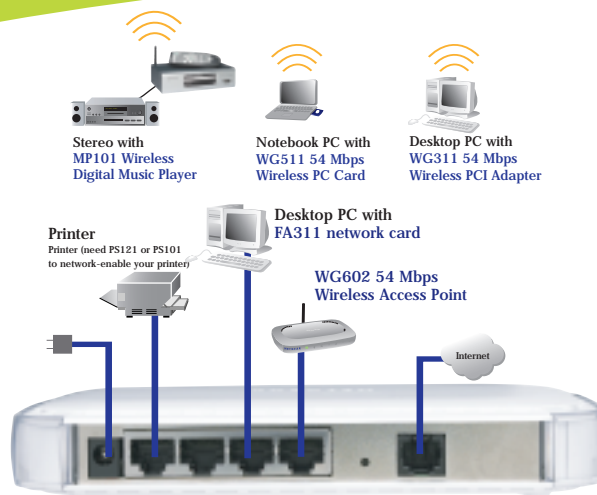 Stereo with
MP101 Wireless
Digital Music Player
Notebook PC with
WG511 54 Mbps
Wireless PC Card
Desktop PC with
WG311 54 Mbps
Wireless PCI Adapter
Printer
Printer (need PS121 or PS101
to network-enable your printer)
Desktop PC with
FA311 network card
WG602 54 Mbps
Wireless Access Point
Internet